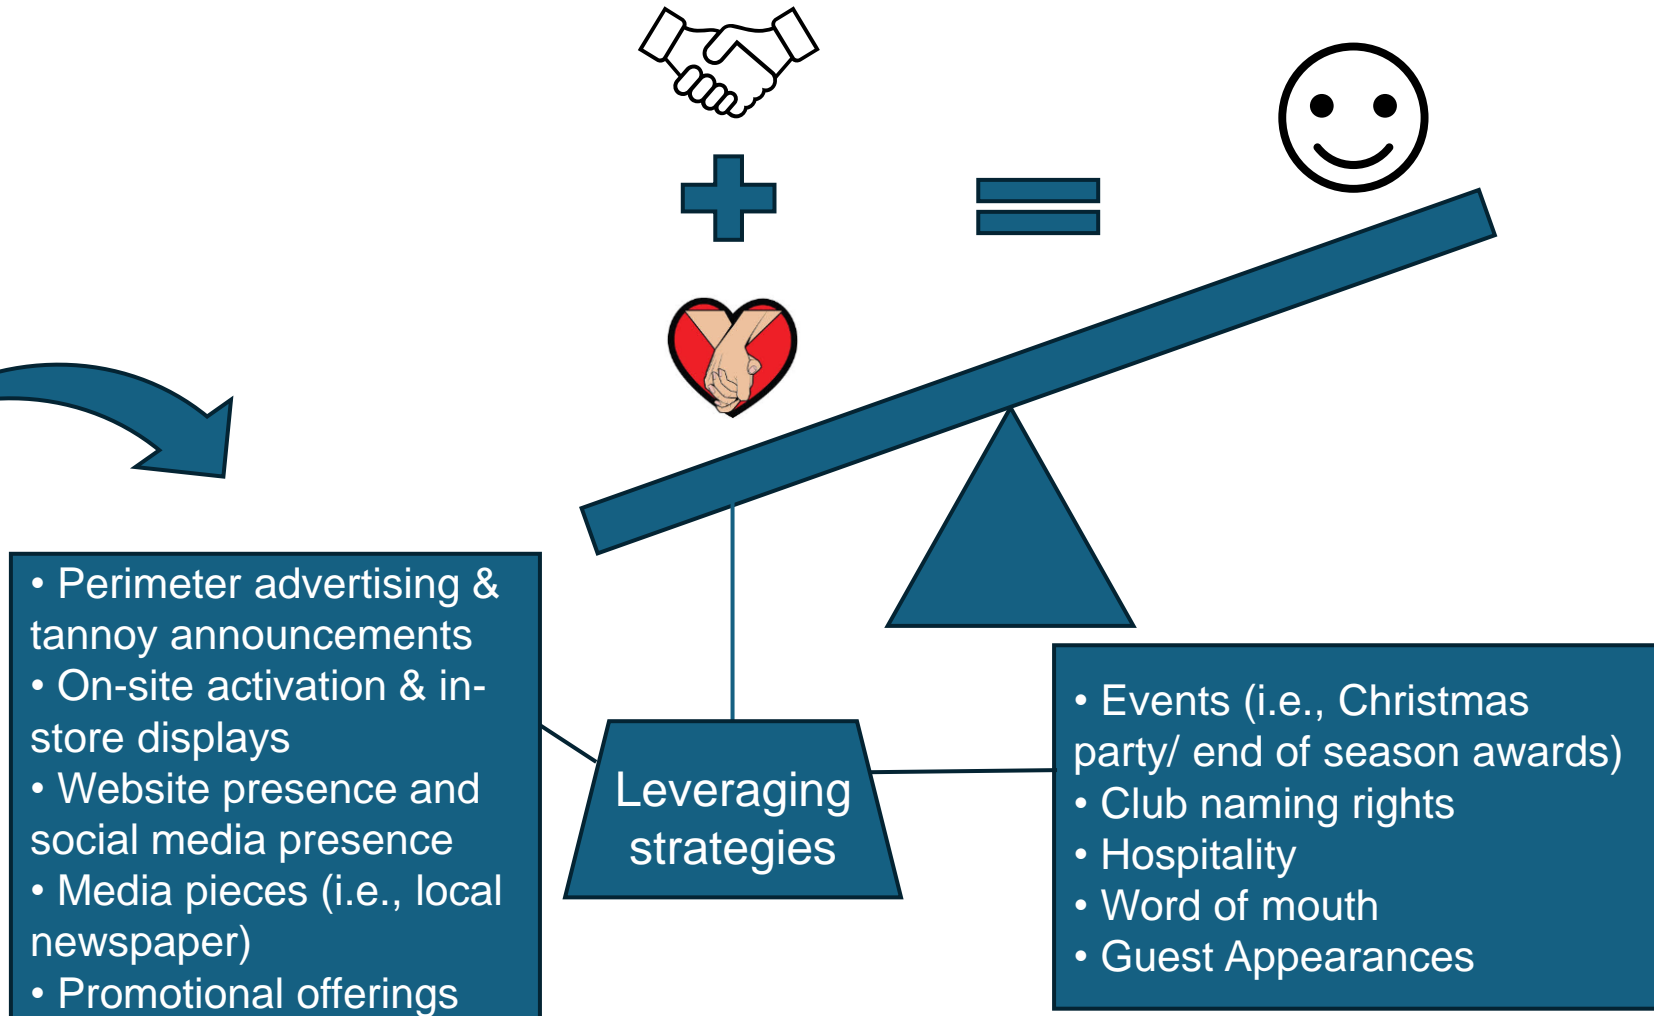 • Perimeter advertising &
tannoy announcements
• On-site activation & in-
store displays
• Website presence and
social media presence
• Media pieces (i.e., local
newspaper)
• Promotional offerings
Leveraging
strategies
• Events (i.e., Christmas
party/ end of season awards)
• Club naming rights
• Hospitality
• Word of mouth
• Guest Appearances